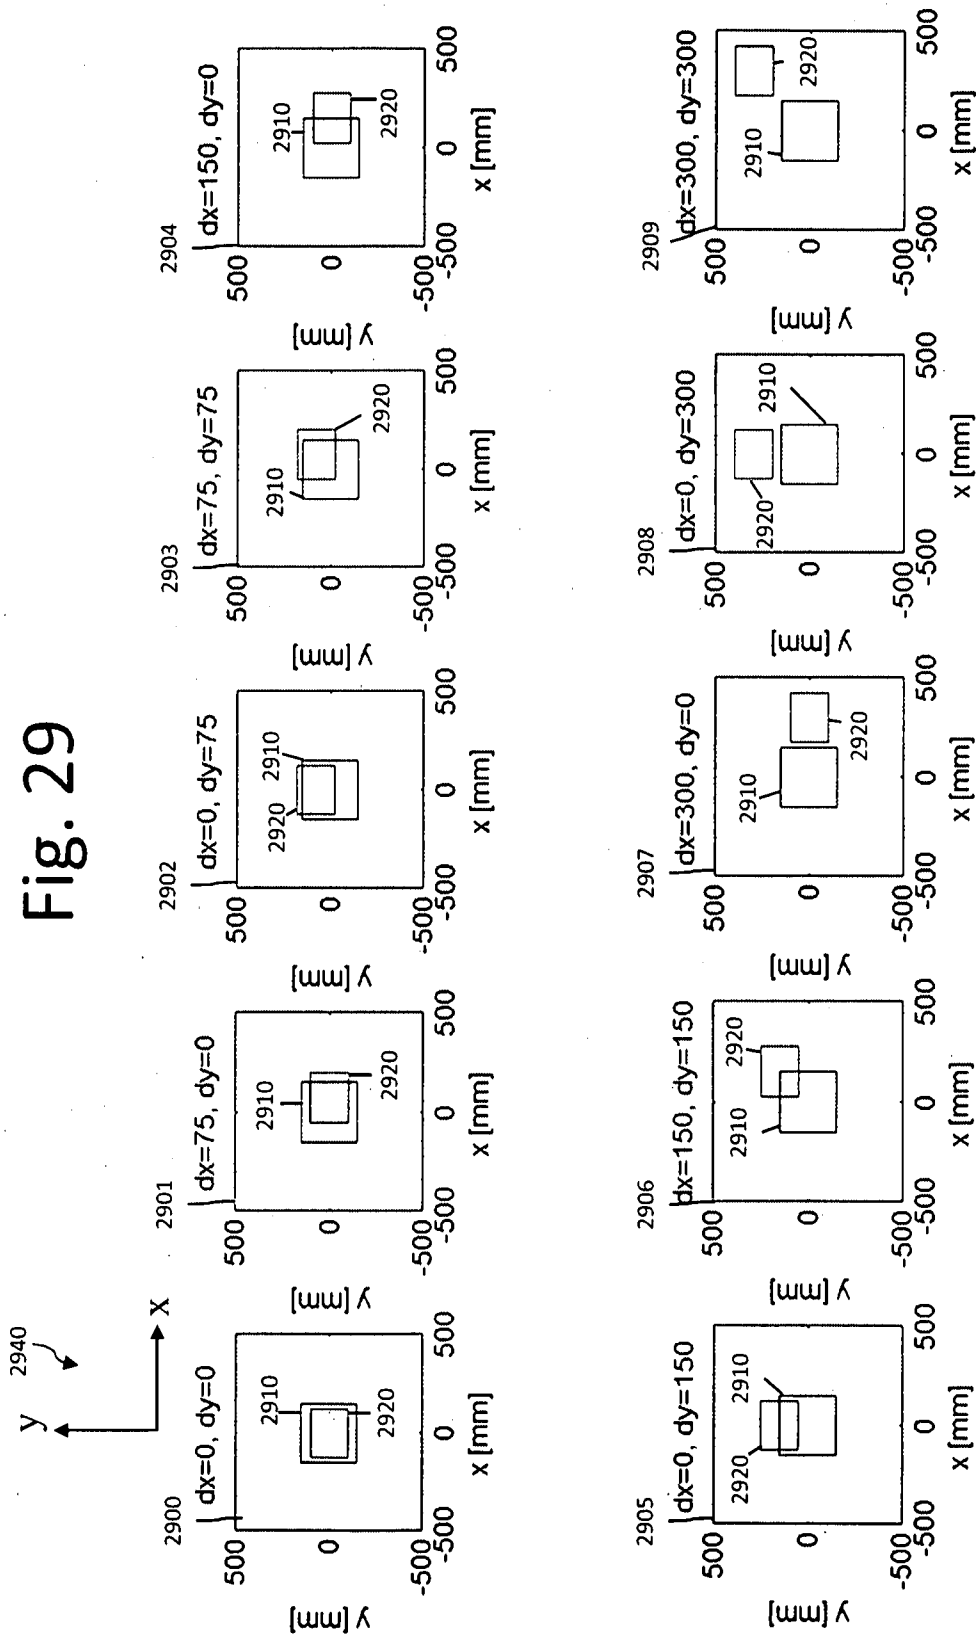 Fig. 29
2940
y
x
2900
dx=0, dy=0
2910
2920
500
0
-500
-500
0
500
y [mm]
x [mm]
2901
dx=75, dy=0
2910
2920
500
0
-500
-500
0
500
y [mm]
x [mm]
2902
dx=0, dy=75
2910
2920
500
0
-500
-500
0
500
y [mm]
x [mm]
2903
dx=75, dy=75
2910
2920
500
0
-500
-500
0
500
y [mm]
x [mm]
2904
dx=150, dy=0
2910
2920
500
0
-500
-500
0
500
y [mm]
x [mm]
2905
dx=0, dy=150
2910
2920
500
0
-500
-500
0
500
y [mm]
x [mm]
2906
dx=150, dy=150
2920
2910
500
0
-500
-500
0
500
y [mm]
x [mm]
2907
dx=300, dy=0
2910
2920
500
0
-500
-500
0
500
y [mm]
x [mm]
2908
dx=0, dy=300
2910
2920
500
0
-500
-500
0
500
y [mm]
x [mm]
2909
dx=300, dy=300
2920
2910
500
0
-500
-500
0
500
y [mm]
x [mm]